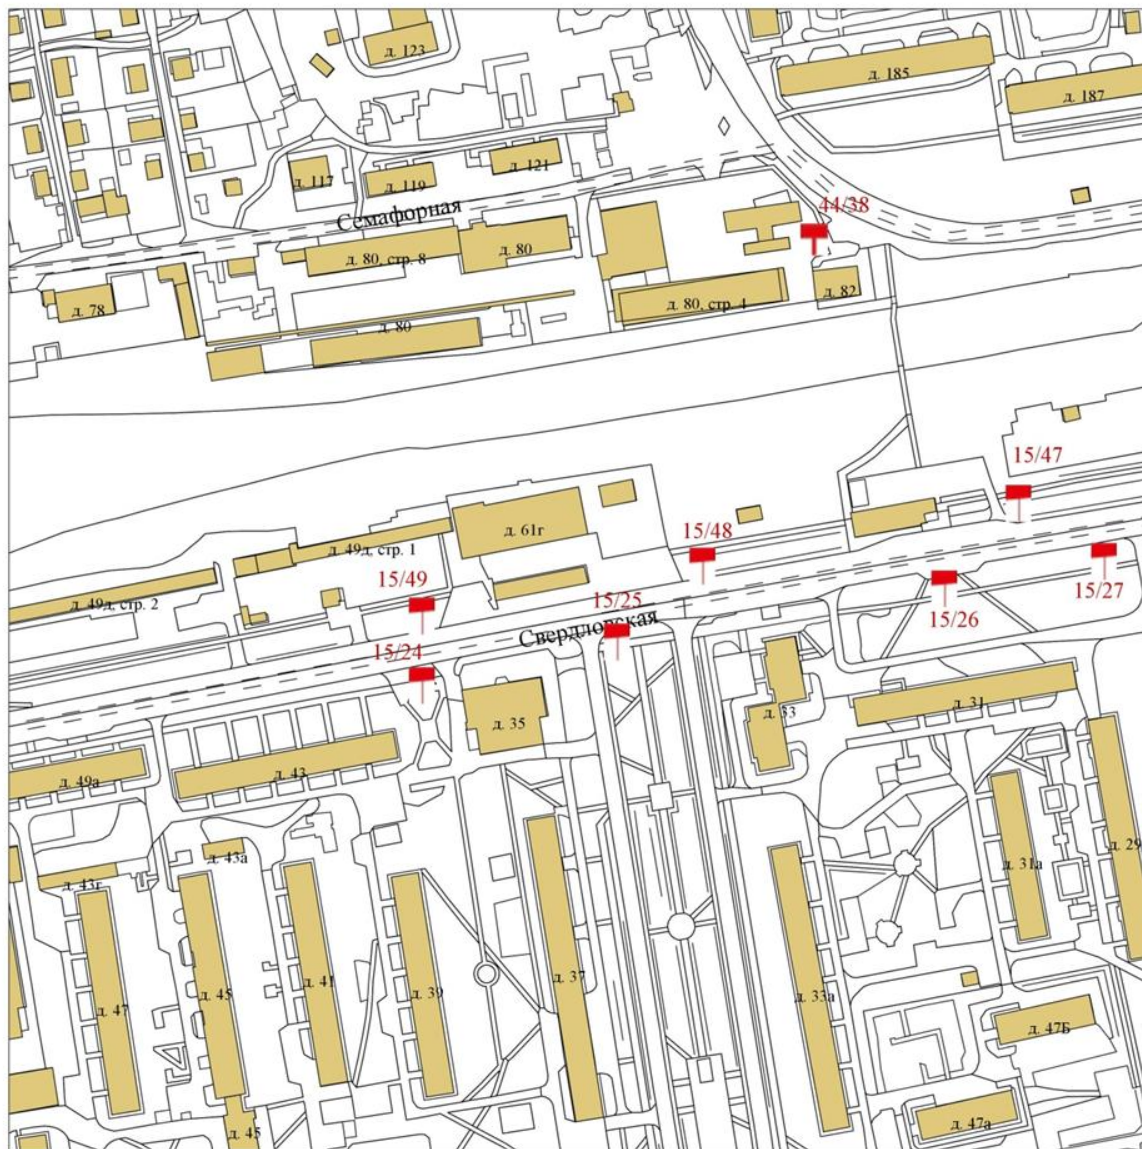 д. 123
д. 185
д. 187
д. 121
д. 117
д. 119
44/38
Семафорная
д. 80, стр. 8
д. 80
д. 78
д. 80, стр. 4
д. 82
д. 80
15/47
д. 61г
15/48
д. 49д, стр. 1
15/49
15/27
15/26
15/25
д. 49д, стр. 2
Свердловская
15/24
д. 31
д. 33
д. 35
д. 43
д. 49а
д. 29
д. 43а
д. 31а
д. 43г
д. 37
д. 41
д. 39
д. 45
д. 33а
д. 47
д. 47Б
д. 47а
д. 45